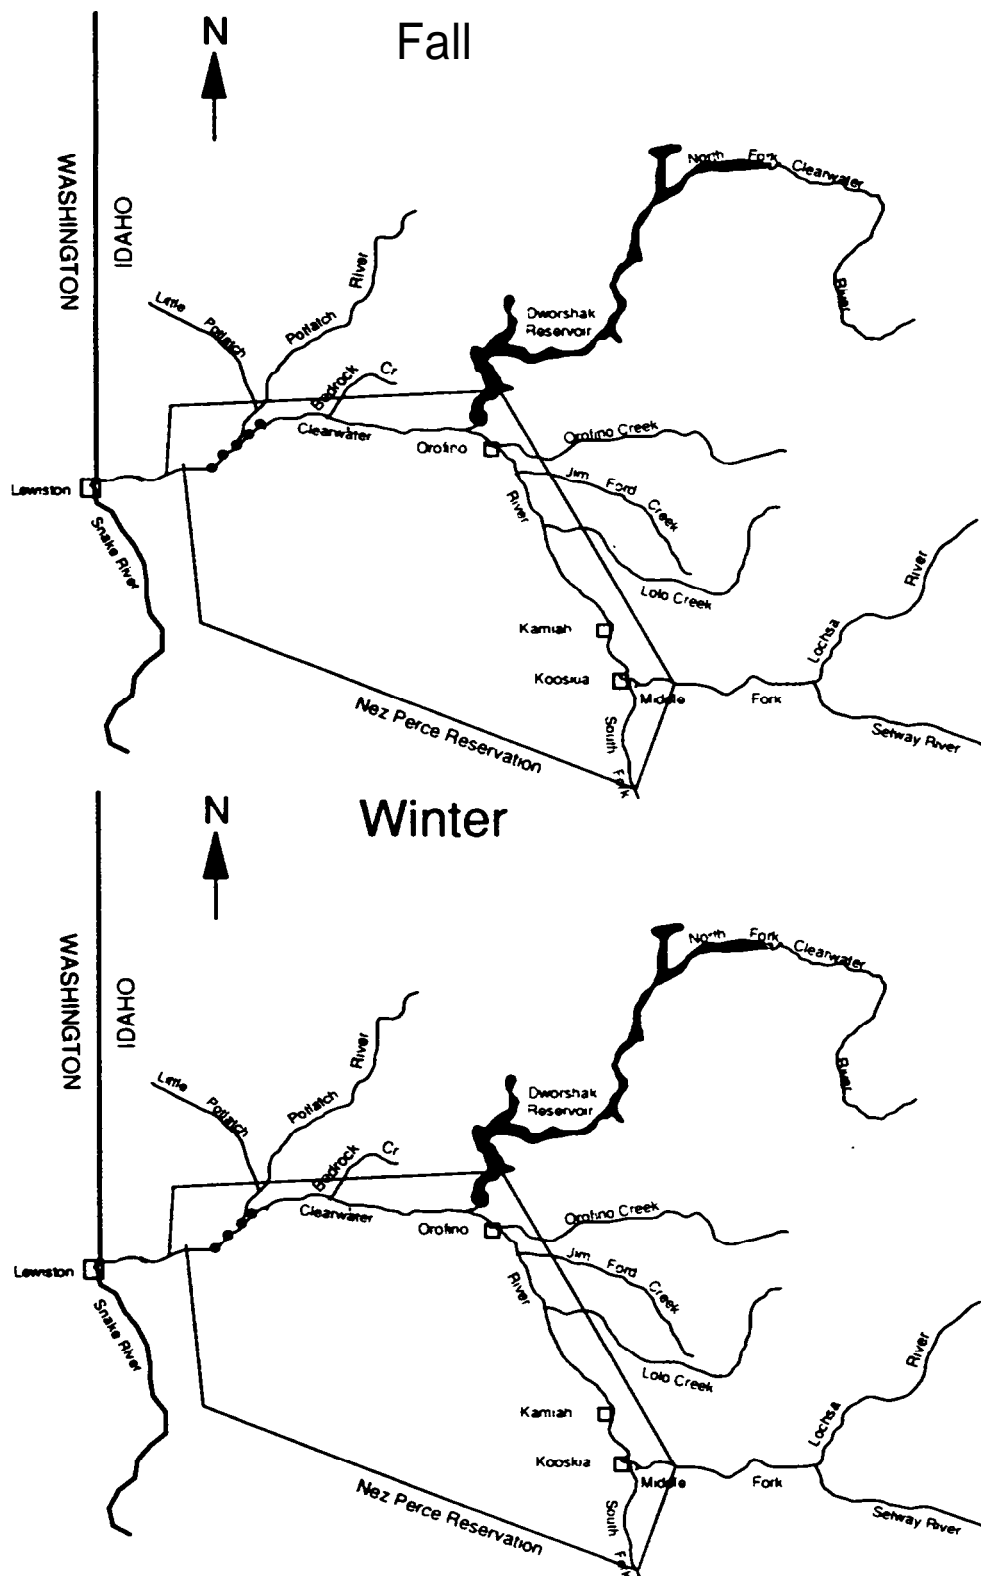 Fall
N
WASHINGTON
IDAHO
North Fork Clearwater
River
Little Potlatch
Potlatch River
Dworshak
Reservoir
Bedrock Cr
Clearwater
Orofino
Orofino Creek
Jim Ford Creek
Lewiston
River
Snake River
Lolo Creek
Lochsa River
Kamiah
Kooskia
Middle Fork
Nez Perce Reservation
South Fork
Selway River
Winter
N
WASHINGTON
IDAHO
North Fork Clearwater
River
Little Potlatch
Potlatch River
Dworshak
Reservoir
Bedrock Cr
Clearwater
Orofino
Orofino Creek
Jim Ford Creek
Lewiston
River
Snake River
Lolo Creek
Lochsa River
Kamiah
Kooskia
Middle Fork
Nez Perce Reservation
South Fork
Selway River